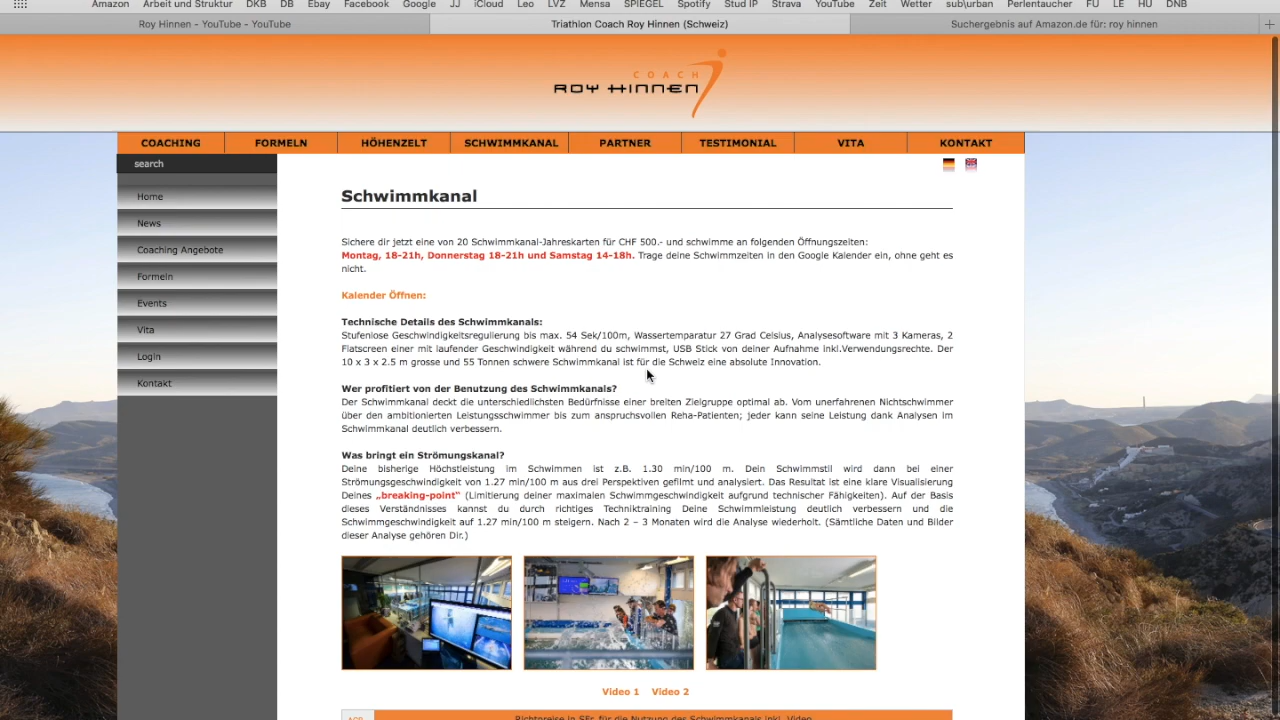 Amazon Arbeit und Struktur DKB DB Ebay Facebook Google JJ iCloud Leo LVZ Mensa SPIEGEL Spotify Stud IP Strava YouTube Zeit Wetter sub\urban Perlentaucher FU LE HU DNB
Roy Hinnen - YouTube - YouTube Triathlon Coach Roy Hinnen (Schweiz) Suchergebnis auf Amazon.de für: roy hinnen
COACH
ROY HINNEN
COACHING FORMELN HÖHENZELT SCHWIMMKANAL PARTNER TESTIMONIAL VITA KONTAKT
search
Home
News
Coaching Angebote
Formeln
Events
Vita
Login
Kontakt
Schwimmkanal
Sichere dir jetzt eine von 20 Schwimmkanal-Jahreskarten für CHF 500.- und schwimme an folgenden Öffnungszeiten:
Montag, 18-21h, Donnerstag 18-21h und Samstag 14-18h. Trage deine Schwimmzeiten in den Google Kalender ein, ohne geht es
nicht.
Kalender Öffnen:
Technische Details des Schwimmkanals:
Stufenlose Geschwindigkeitsregulierung bis max. 54 Sek/100m, Wassertemperatur 27 Grad Celsius, Analysesoftware mit 3 Kameras, 2
Flatscreen einer mit laufender Geschwindigkeit während du schwimmst, USB Stick von deiner Aufnahme inkl.Verwendungsrechte. Der
10 x 3 x 2.5 m grosse und 55 Tonnen schwere Schwimmkanal ist für die Schweiz eine absolute Innovation.
Wer profitiert von der Benutzung des Schwimmkanals?
Der Schwimmkanal deckt die unterschiedlichsten Bedürfnisse einer breiten Zielgruppe optimal ab. Vom unerfahrenen Nichtschwimmer
über den ambitionierten Leistungsschwimmer bis zum anspruchsvollen Reha-Patienten; jeder kann seine Leistung dank Analysen im
Schwimmkanal deutlich verbessern.
Was bringt ein Strömungskanal?
Deine bisherige Höchstleistung im Schwimmen ist z.B. 1.30 min/100 m. Dein Schwimmstil wird dann bei einer
Strömungsgeschwindigkeit von 1.27 min/100 m aus drei Perspektiven gefilmt und analysiert. Das Resultat ist eine klare Visualisierung
Deines „breaking-point“ (Limitierung deiner maximalen Schwimmgeschwindigkeit aufgrund technischer Fähigkeiten). Auf der Basis
dieses Verständnisses kannst du durch richtiges Techniktraining Deine Schwimmleistung deutlich verbessern und die
Schwimmgeschwindigkeit auf 1.27 min/100 m steigern. Nach 2 – 3 Monaten wird die Analyse wiederholt. (Sämtliche Daten und Bilder
dieser Analyse gehören Dir.)
Video 1 Video 2
AGB Richtpreise in SFr. für die Nutzung des Schwimmkanals inkl. Video